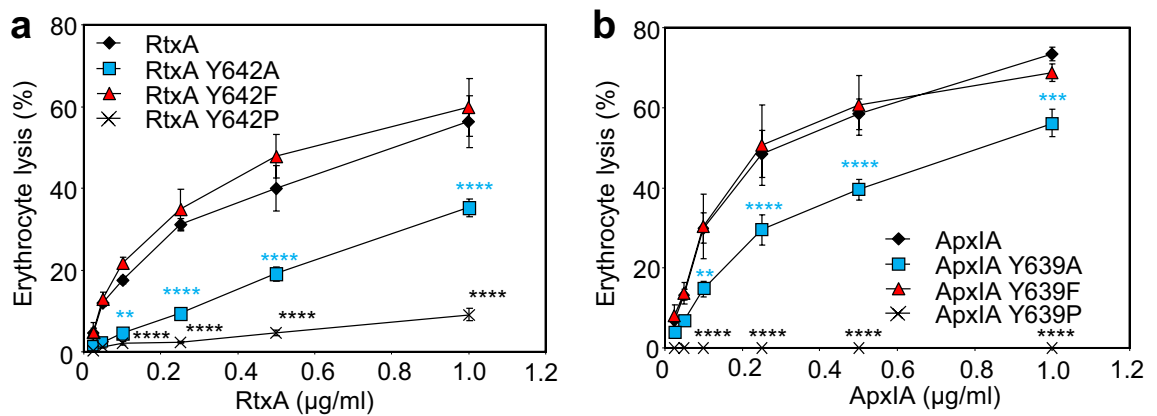 a
80
60
40
20
0
Erythrocyte lysis (%)
RtxA
RtxA Y642A
RtxA Y642F
RtxA Y642P
**
****
****
****
****
****
****
****
0 0.2 0.4 0.6 0.8 1.0 1.2
RtxA (µg/ml)
b
80
60
40
20
0
Erythrocyte lysis (%)
**
****
****
***
ApxIA
ApxIA Y639A
ApxIA Y639F
ApxIA Y639P
**** **** **** ****
0.2 0.4 0.6 0.8 1.0 1.2
ApxIA (µg/ml)